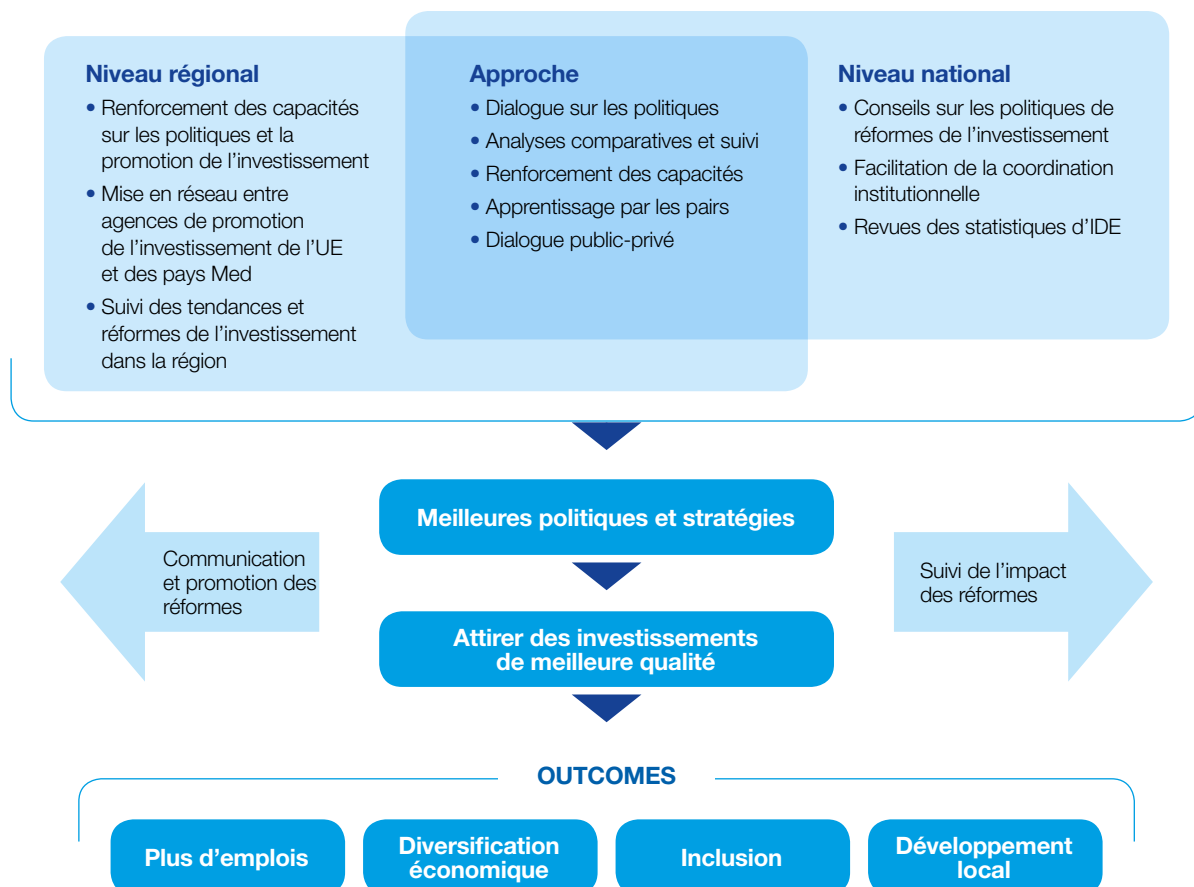 Niveau régional
• Renforcement des capacités
sur les politiques et la
promotion de l’investissement
• Mise en réseau entre
agences de promotion
de l’investissement de l’UE
et des pays Med
• Suivi des tendances et
réformes de l’investissement
dans la région
Approche
• Dialogue sur les politiques
• Analyses comparatives et suivi
• Renforcement des capacités
• Apprentissage par les pairs
• Dialogue public-privé
Niveau national
• Conseils sur les politiques de
réformes de l’investissement
• Facilitation de la coordination
institutionnelle
• Revues des statistiques d’IDE
Meilleures politiques et stratégies
Communication
et promotion des
réformes
Suivi de l’impact
des réformes
Attirer des investissements
de meilleure qualité
OUTCOMES
Plus d’emplois
Diversification
économique
Inclusion
Développement
local